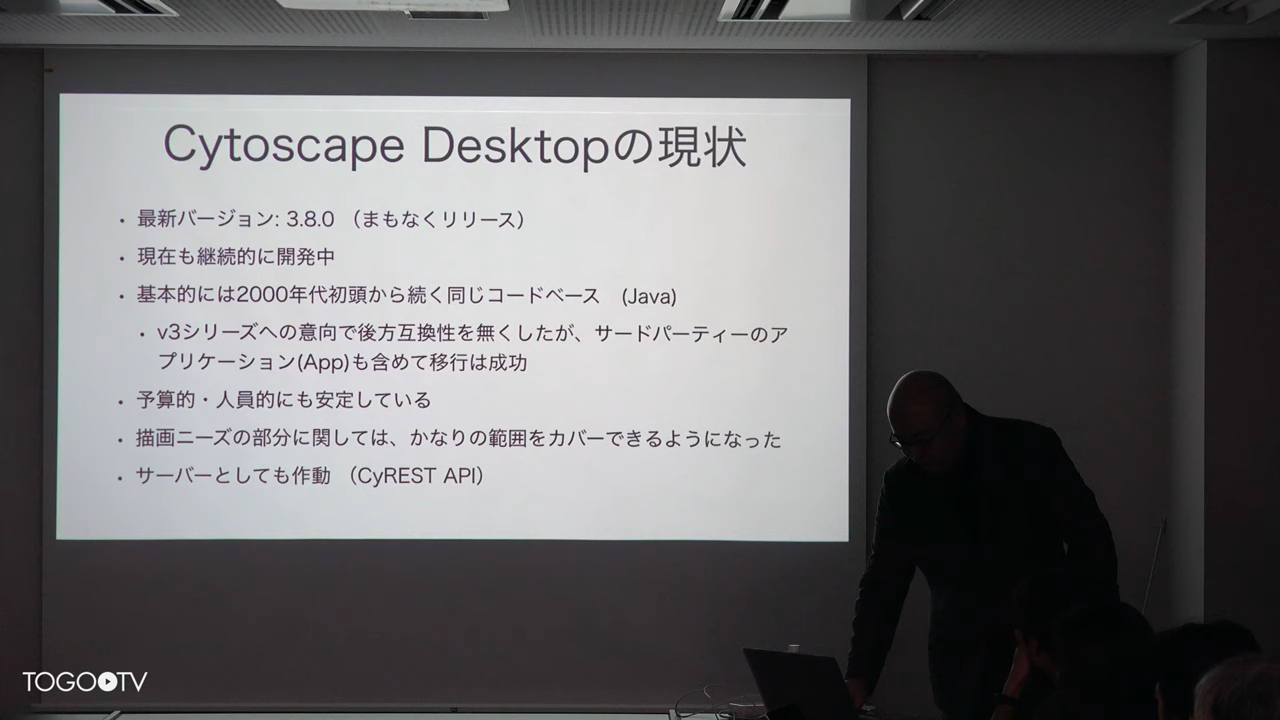 Cytoscape Desktopの現状
・最新バージョン: 3.8.0 （まもなくリリース）
・現在も継続的に開発中
・基本的には2000年代初頭から続く同じコードベース　(Java)
・v3シリーズへの意向で後方互換性を無くしたが、サードパーティーのア
プリケーション(App)も含めて移行は成功
・予算的・人員的にも安定している
・描画ニーズの部分に関しては、かなりの範囲をカバーできるようになった
・サーバーとしても作動 （CyREST API）
TOGOTV